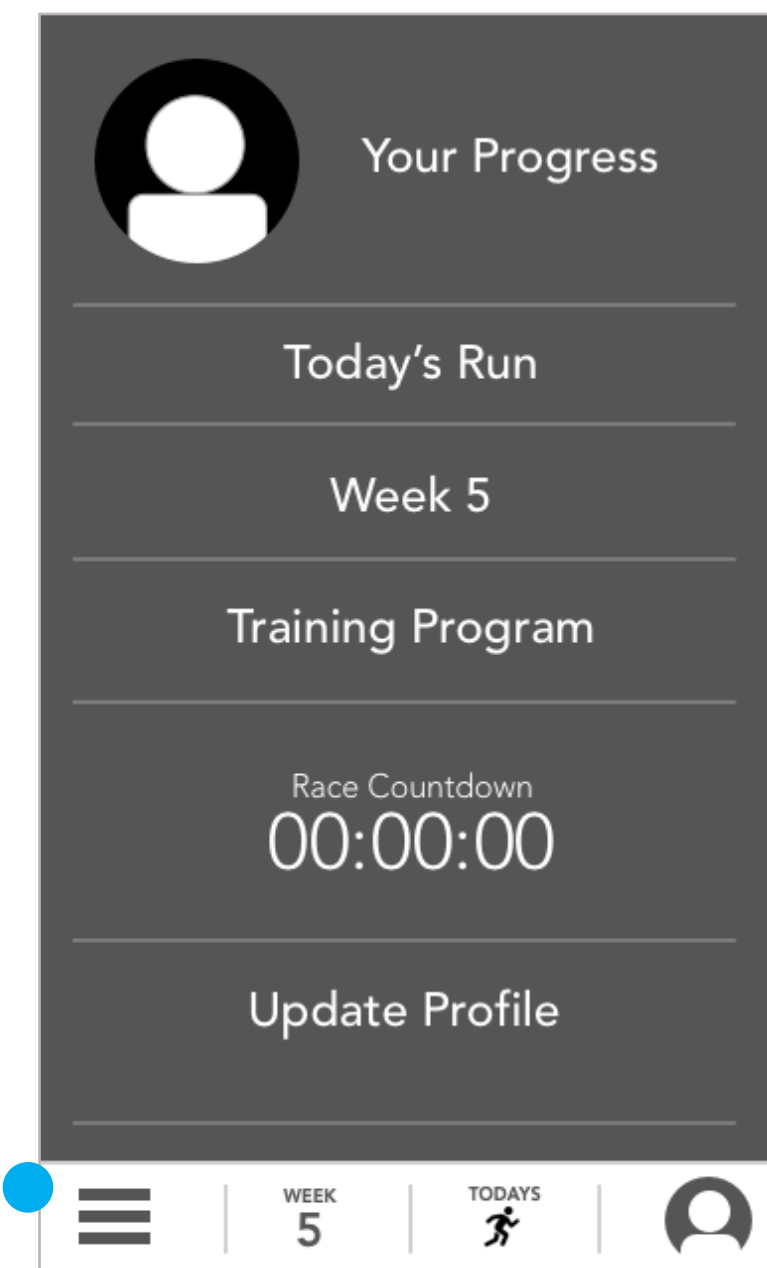 Your Progress
Today’s Run
Week 5
Training Program
Race Countdown
00:00:00
Update Profile
WEEK
5
TODAYS